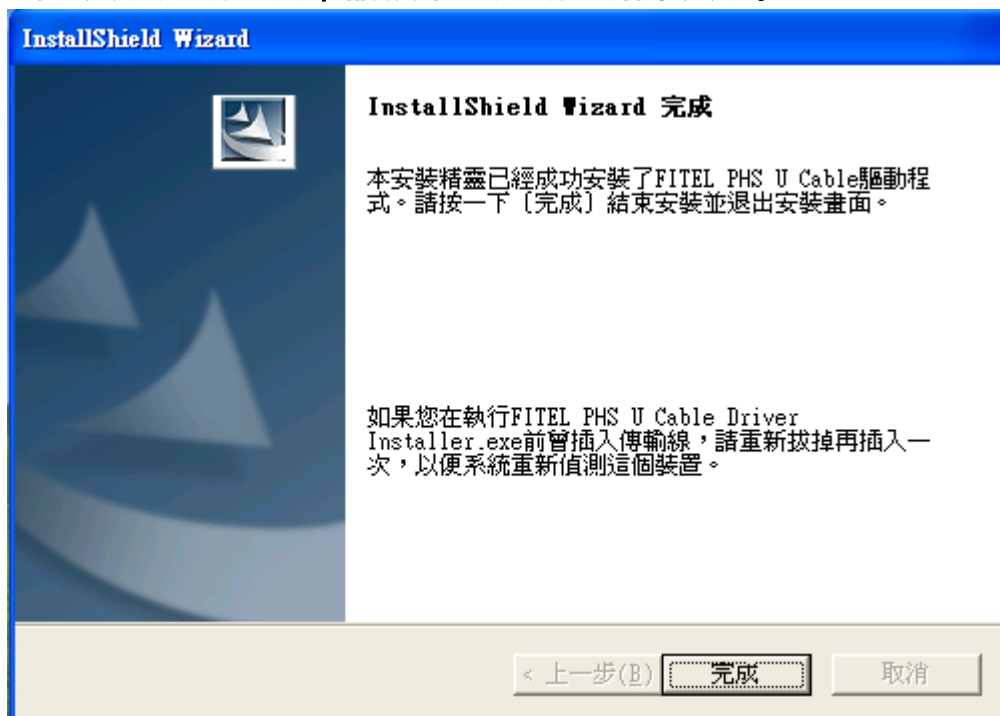 InstallShield Wizard
InstallShield Wizard 完成
本安裝精靈已經成功安裝了FITEL PHS U Cable驅動程
式。請按一下〔完成〕結束安裝並退出安裝畫面。
如果您在執行FITEL PHS U Cable Driver
Installer.exe前曾插入傳輸線，請重新拔掉再插入一
次，以便系統重新偵測這個裝置。
< 上一步(B)
完成
取消